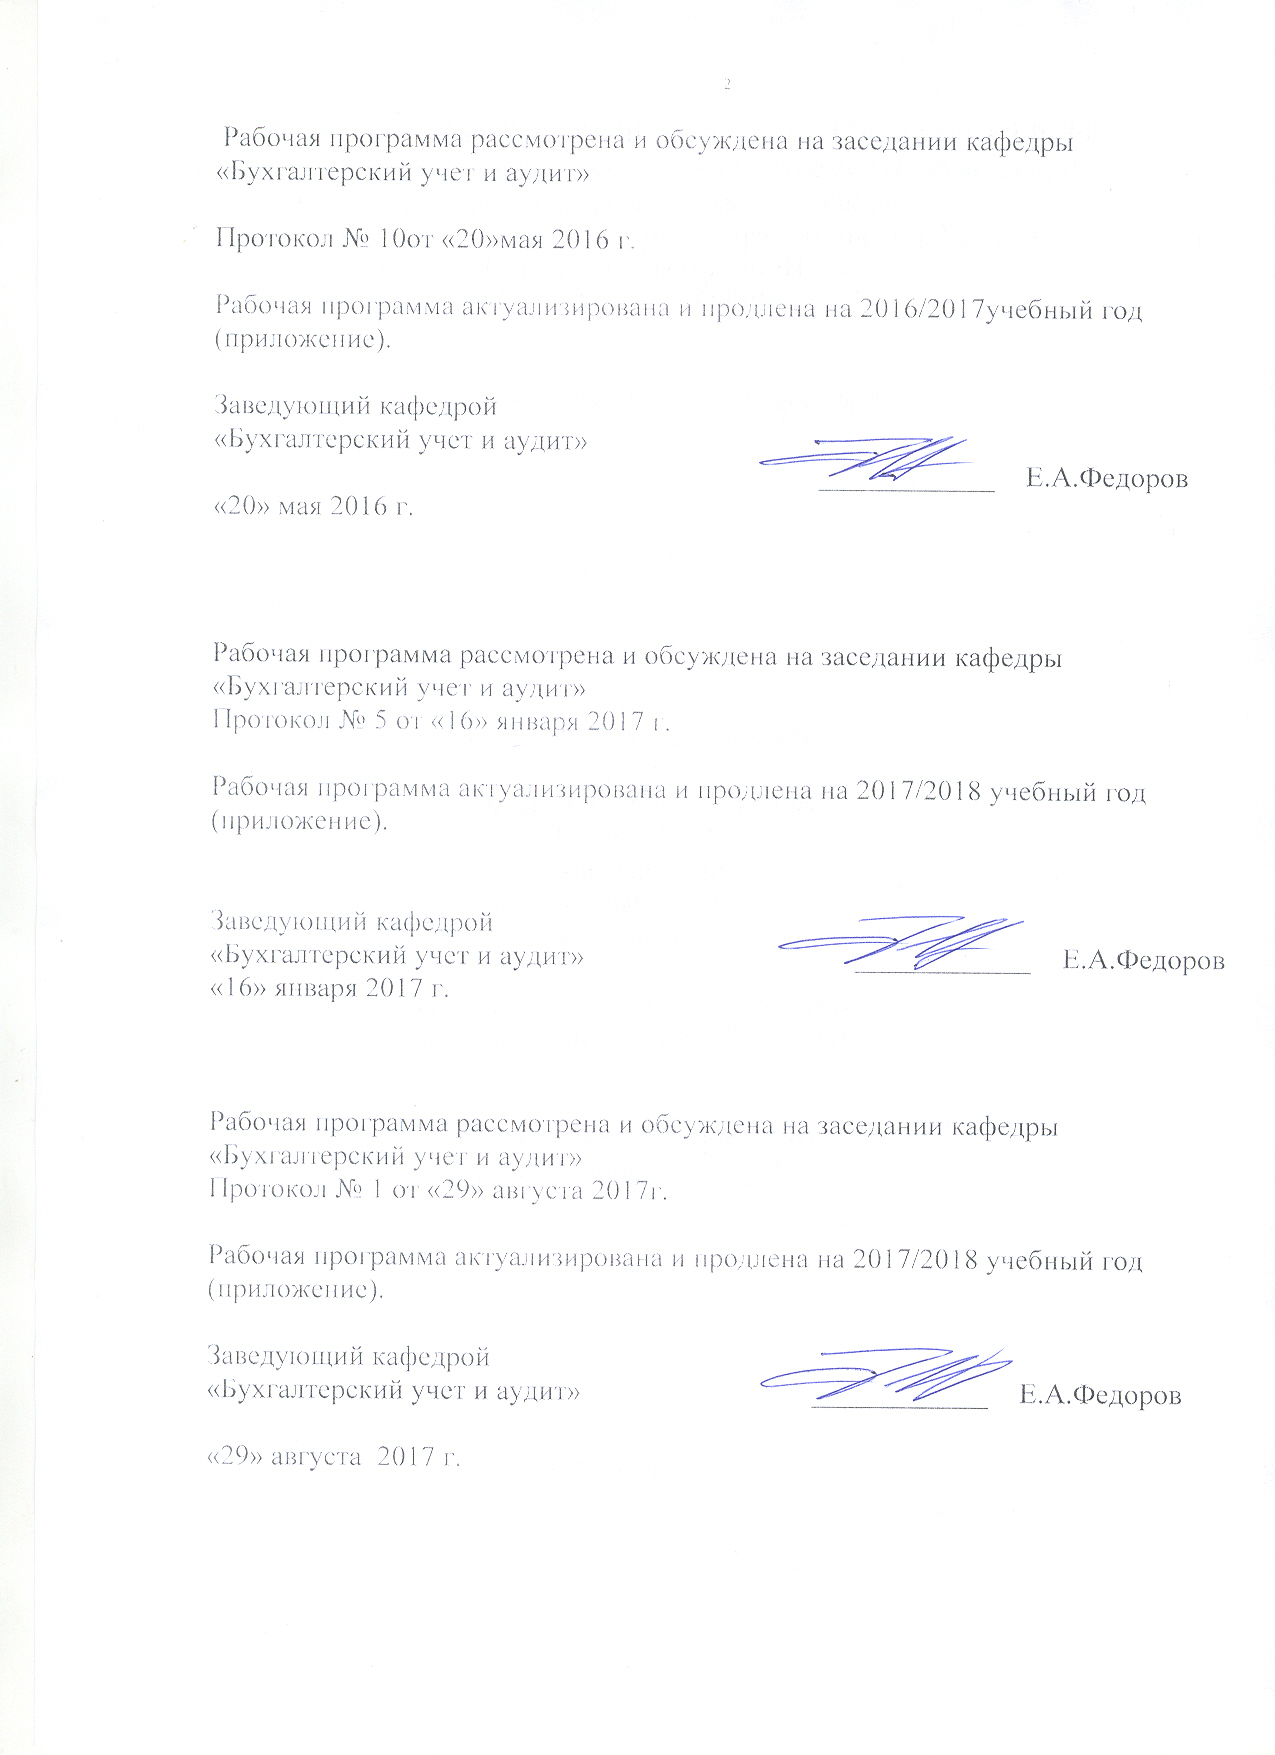 2
Рабочая программа рассмотрена и обсуждена на заседании кафедры
«Бухгалтерский учет и аудит»
Протокол № 10от «20»мая 2016 г.
Рабочая программа актуализирована и продлена на 2016/2017учебный год
(приложение).
Заведующий кафедрой
«Бухгалтерский учет и аудит»
____________ Е.А.Федоров
«20» мая 2016 г.
Рабочая программа рассмотрена и обсуждена на заседании кафедры
«Бухгалтерский учет и аудит»
Протокол № 5 от «16» января 2017 г.
Рабочая программа актуализирована и продлена на 2017/2018 учебный год
(приложение).
Заведующий кафедрой
«Бухгалтерский учет и аудит»
____________ Е.А.Федоров
«16» января 2017 г.
Рабочая программа рассмотрена и обсуждена на заседании кафедры
«Бухгалтерский учет и аудит»
Протокол № 1 от «29» августа 2017г.
Рабочая программа актуализирована и продлена на 2017/2018 учебный год
(приложение).
Заведующий кафедрой
«Бухгалтерский учет и аудит»
____________ Е.А.Федоров
«29» августа 2017 г.